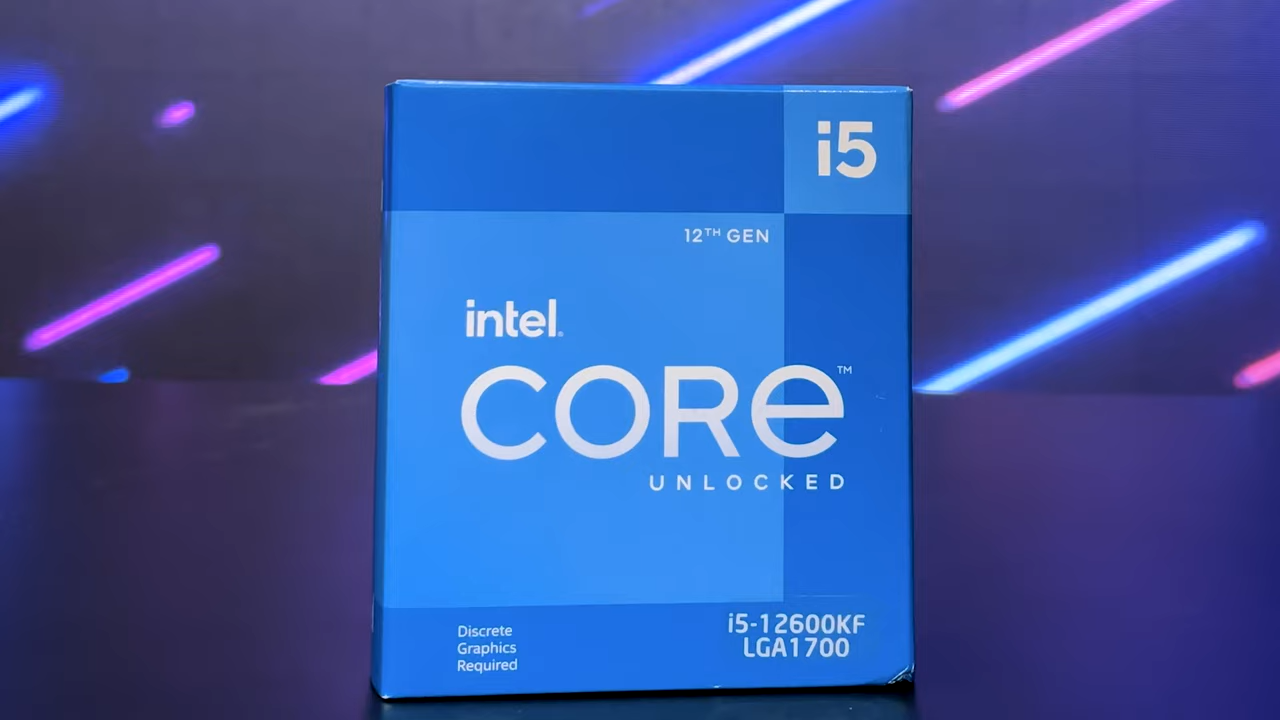 i5
12TH GEN
intel.
CORE™
UNLOCKED
Discrete
Graphics
Required
i5-12600KF
LGA1700